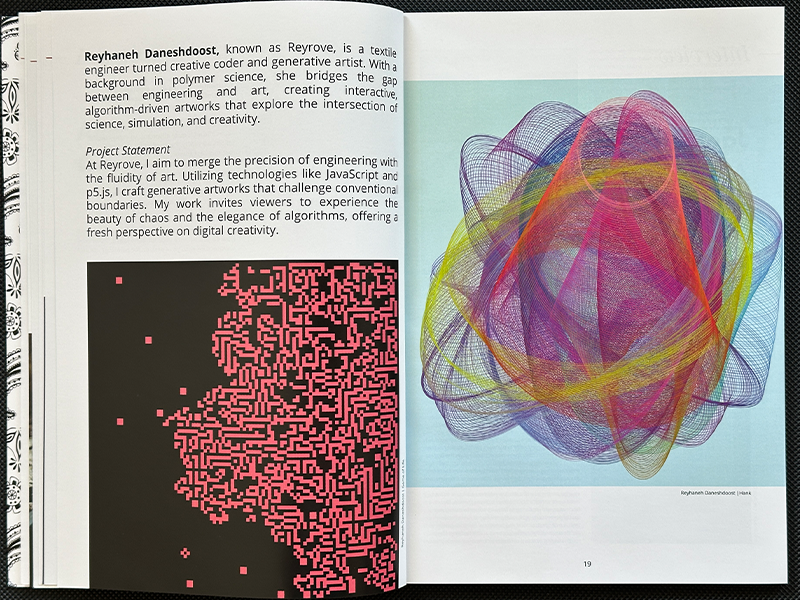 Reyhaneh Daneshdoost, known as Reyrove, is a textile
engineer turned creative coder and generative artist. With a
background in polymer science, she bridges the gap
between engineering and art, creating interactive,
algorithm-driven artworks that explore the intersection of
science, simulation, and creativity.
Project Statement
At Reyrove, I aim to merge the precision of engineering with
the fluidity of art. Utilizing technologies like JavaScript and
p5.js, I craft generative artworks that challenge conventional
boundaries. My work invites viewers to experience the
beauty of chaos and the elegance of algorithms, offering a
fresh perspective on digital creativity.
Reyhaneh Daneshdoost |
Reyhaneh Daneshdoost |
19